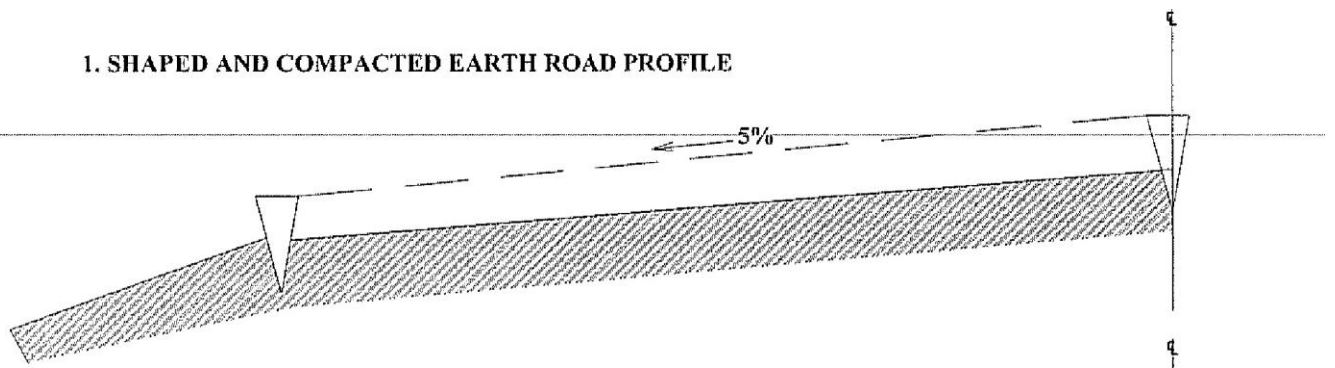 ℄
1. SHAPED AND COMPACTED EARTH ROAD PROFILE
5%
℄